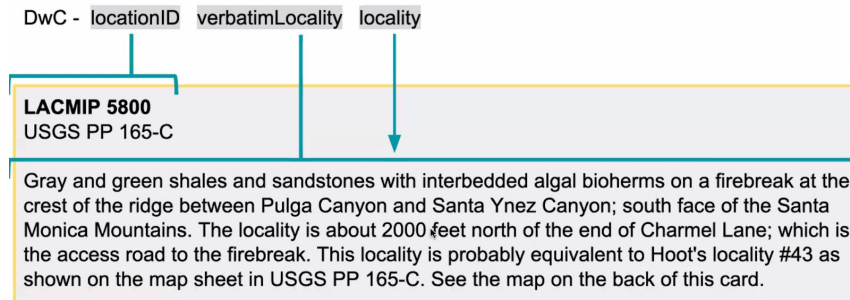 DwC - locationID verbatimLocality locality
LACMIP 5800
USGS PP 165-C
Gray and green shales and sandstones with interbedded algal bioherms on a firebreak at the
crest of the ridge between Pulga Canyon and Santa Ynez Canyon; south face of the Santa
Monica Mountains. The locality is about 2000 feet north of the end of Charmel Lane; which is
the access road to the firebreak. This locality is probably equivalent to Hoot's locality #43 as
shown on the map sheet in USGS PP 165-C. See the map on the back of this card.